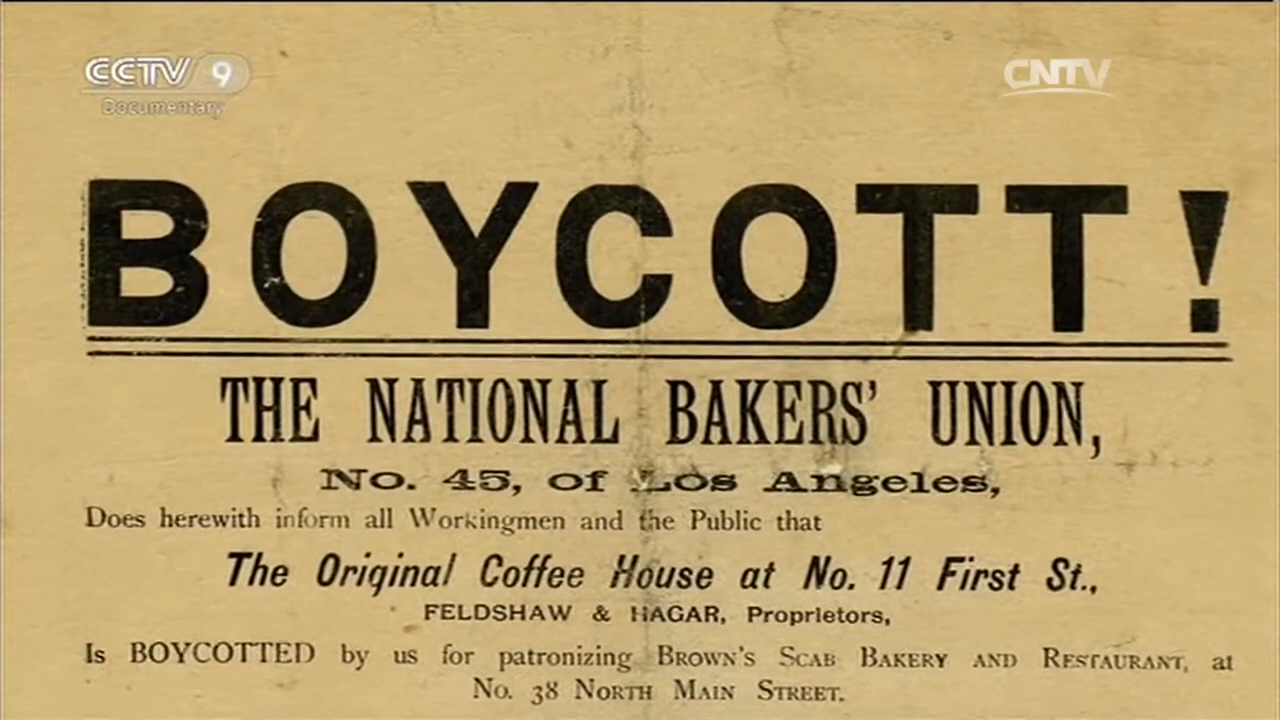 CCTV 9
Documentary
CNTV
BOYCOTT!
THE NATIONAL BAKERS' UNION,
No. 45, of Los Angeles,
Does herewith inform all Workingmen and the Public that
The Original Coffee House at No. 11 First St.,
FELDSHAW & HAGAR, Proprietors,
Is BOYCOTTED by us for patronizing BROWN'S SCAB BAKERY AND RESTAURANT, at
No. 38 NORTH MAIN STREET.